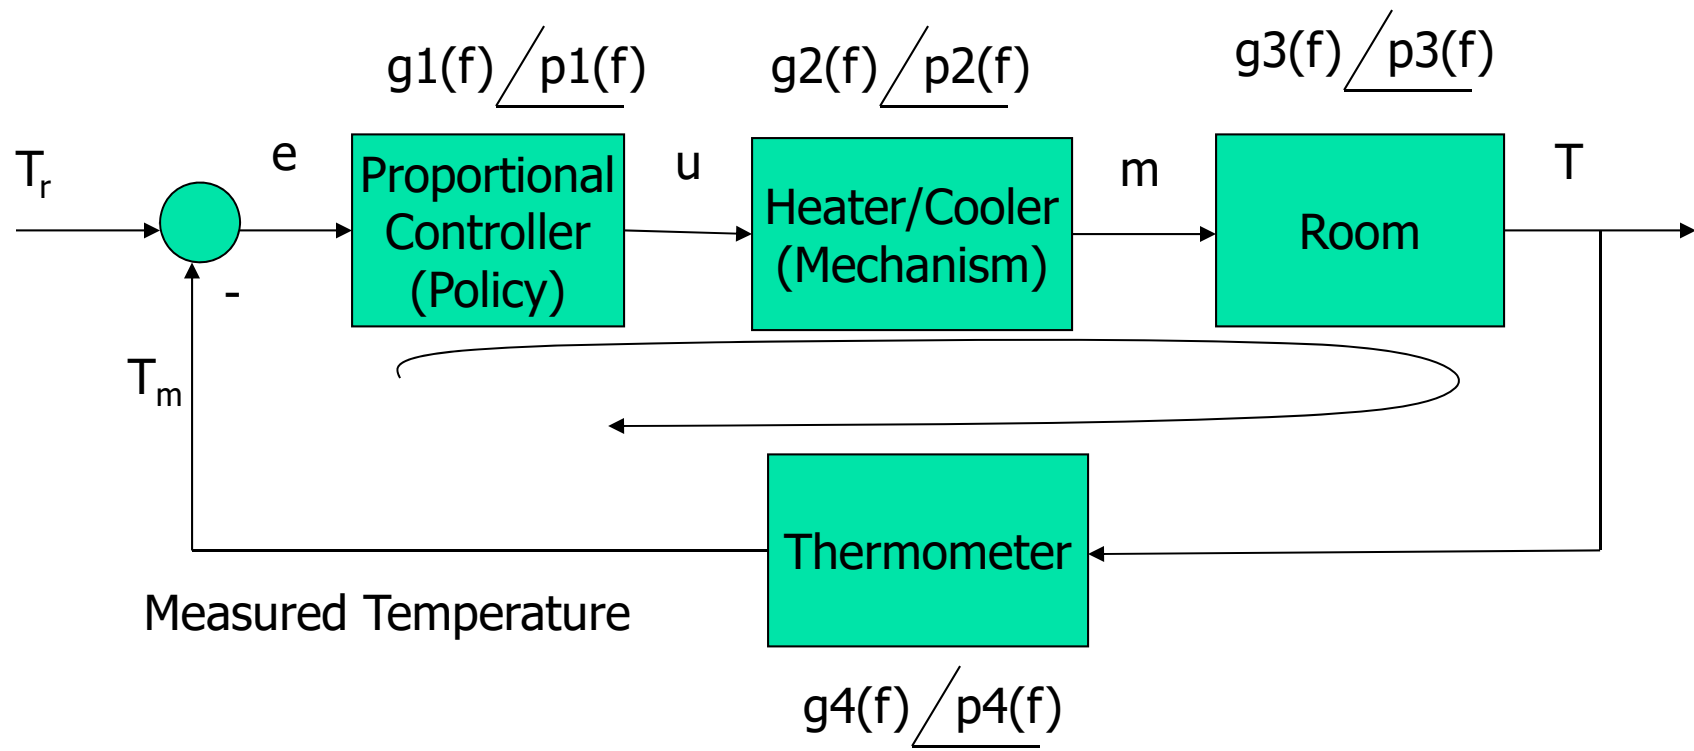 g1(f) p1(f)
g2(f) p2(f)
g3(f) p3(f)
Tr
e
Proportional
Controller
(Policy)
u
Heater/Cooler
(Mechanism)
m
Room
T
-
Tm
Thermometer
Measured Temperature
g4(f) p4(f)